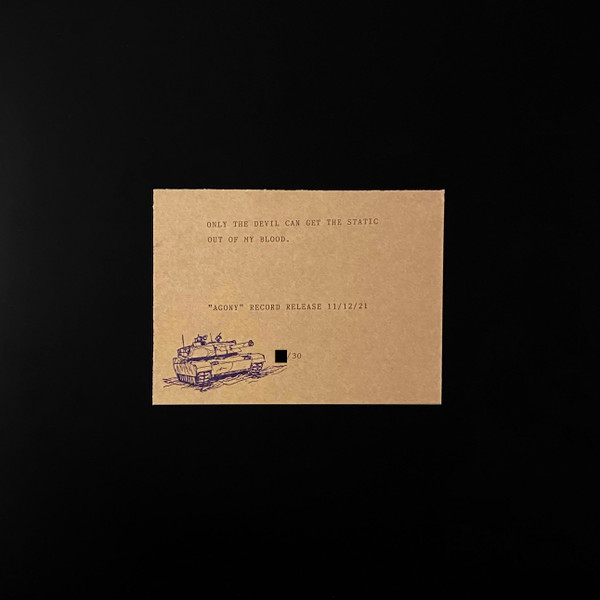 ONLY THE DEVIL CAN GET THE STATIC
OUT OF MY BLOOD.
"AGONY" RECORD RELEASE 11/12/21
/30